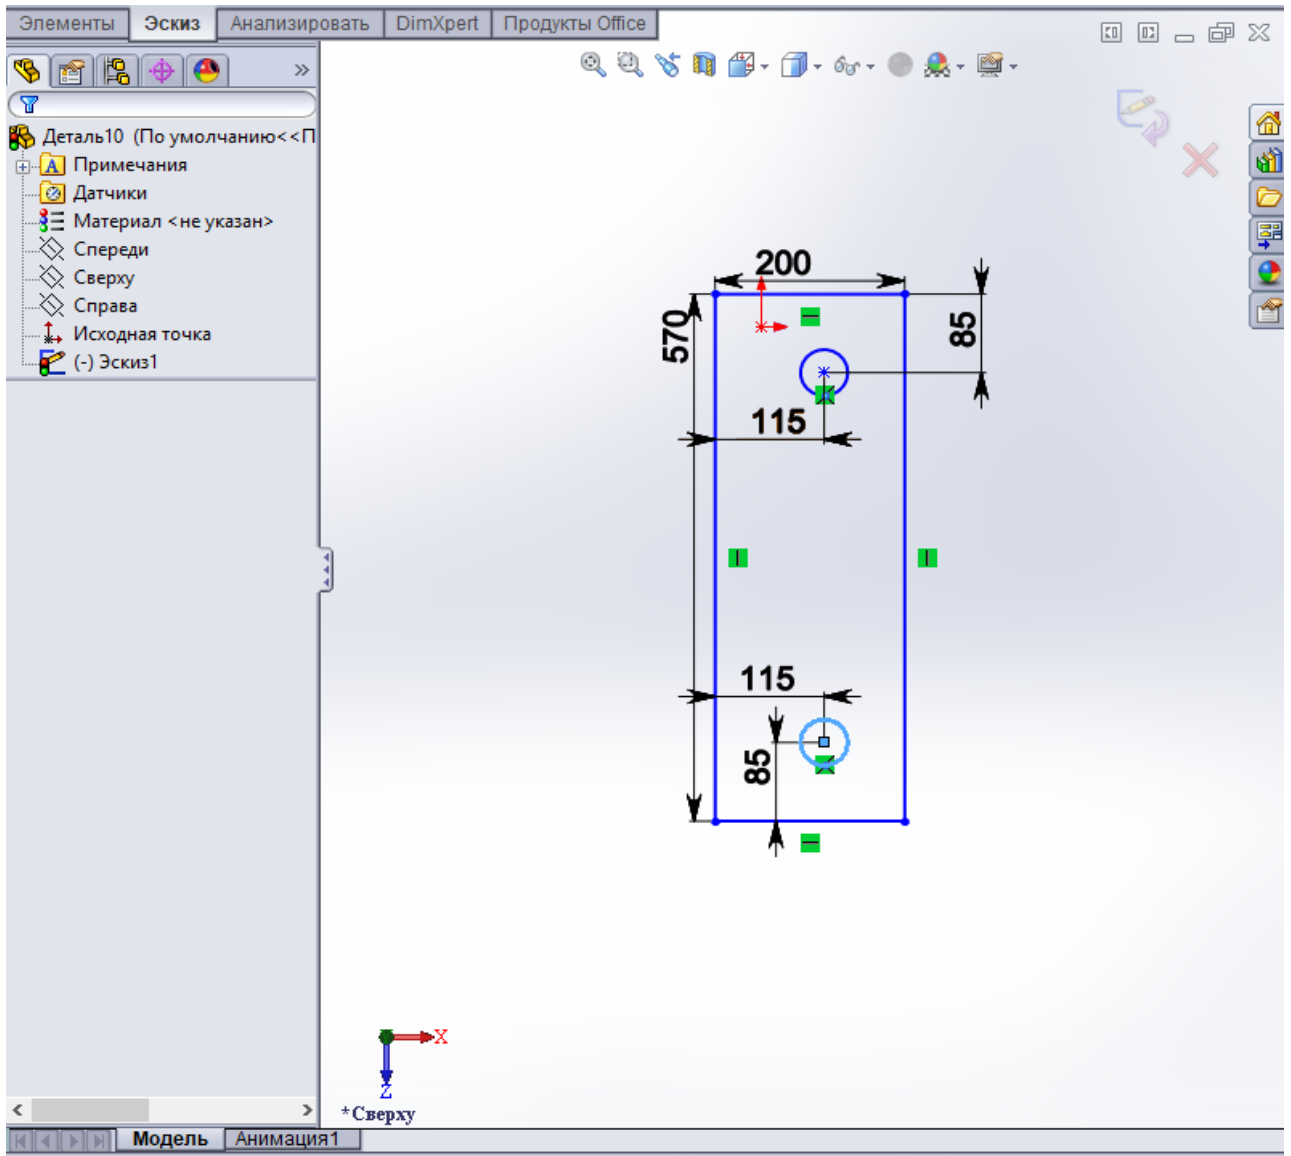 Элементы Эскиз Анализировать DimXpert Продукты Office
Деталь10 (По умолчанию<<П
Примечания
Датчики
Материал <не указан>
Спереди
Сверху
Справа
Исходная точка
(-) Эскиз1
200
570
85
115
115
85
X
Z
*Сверху
Модель Анимация1